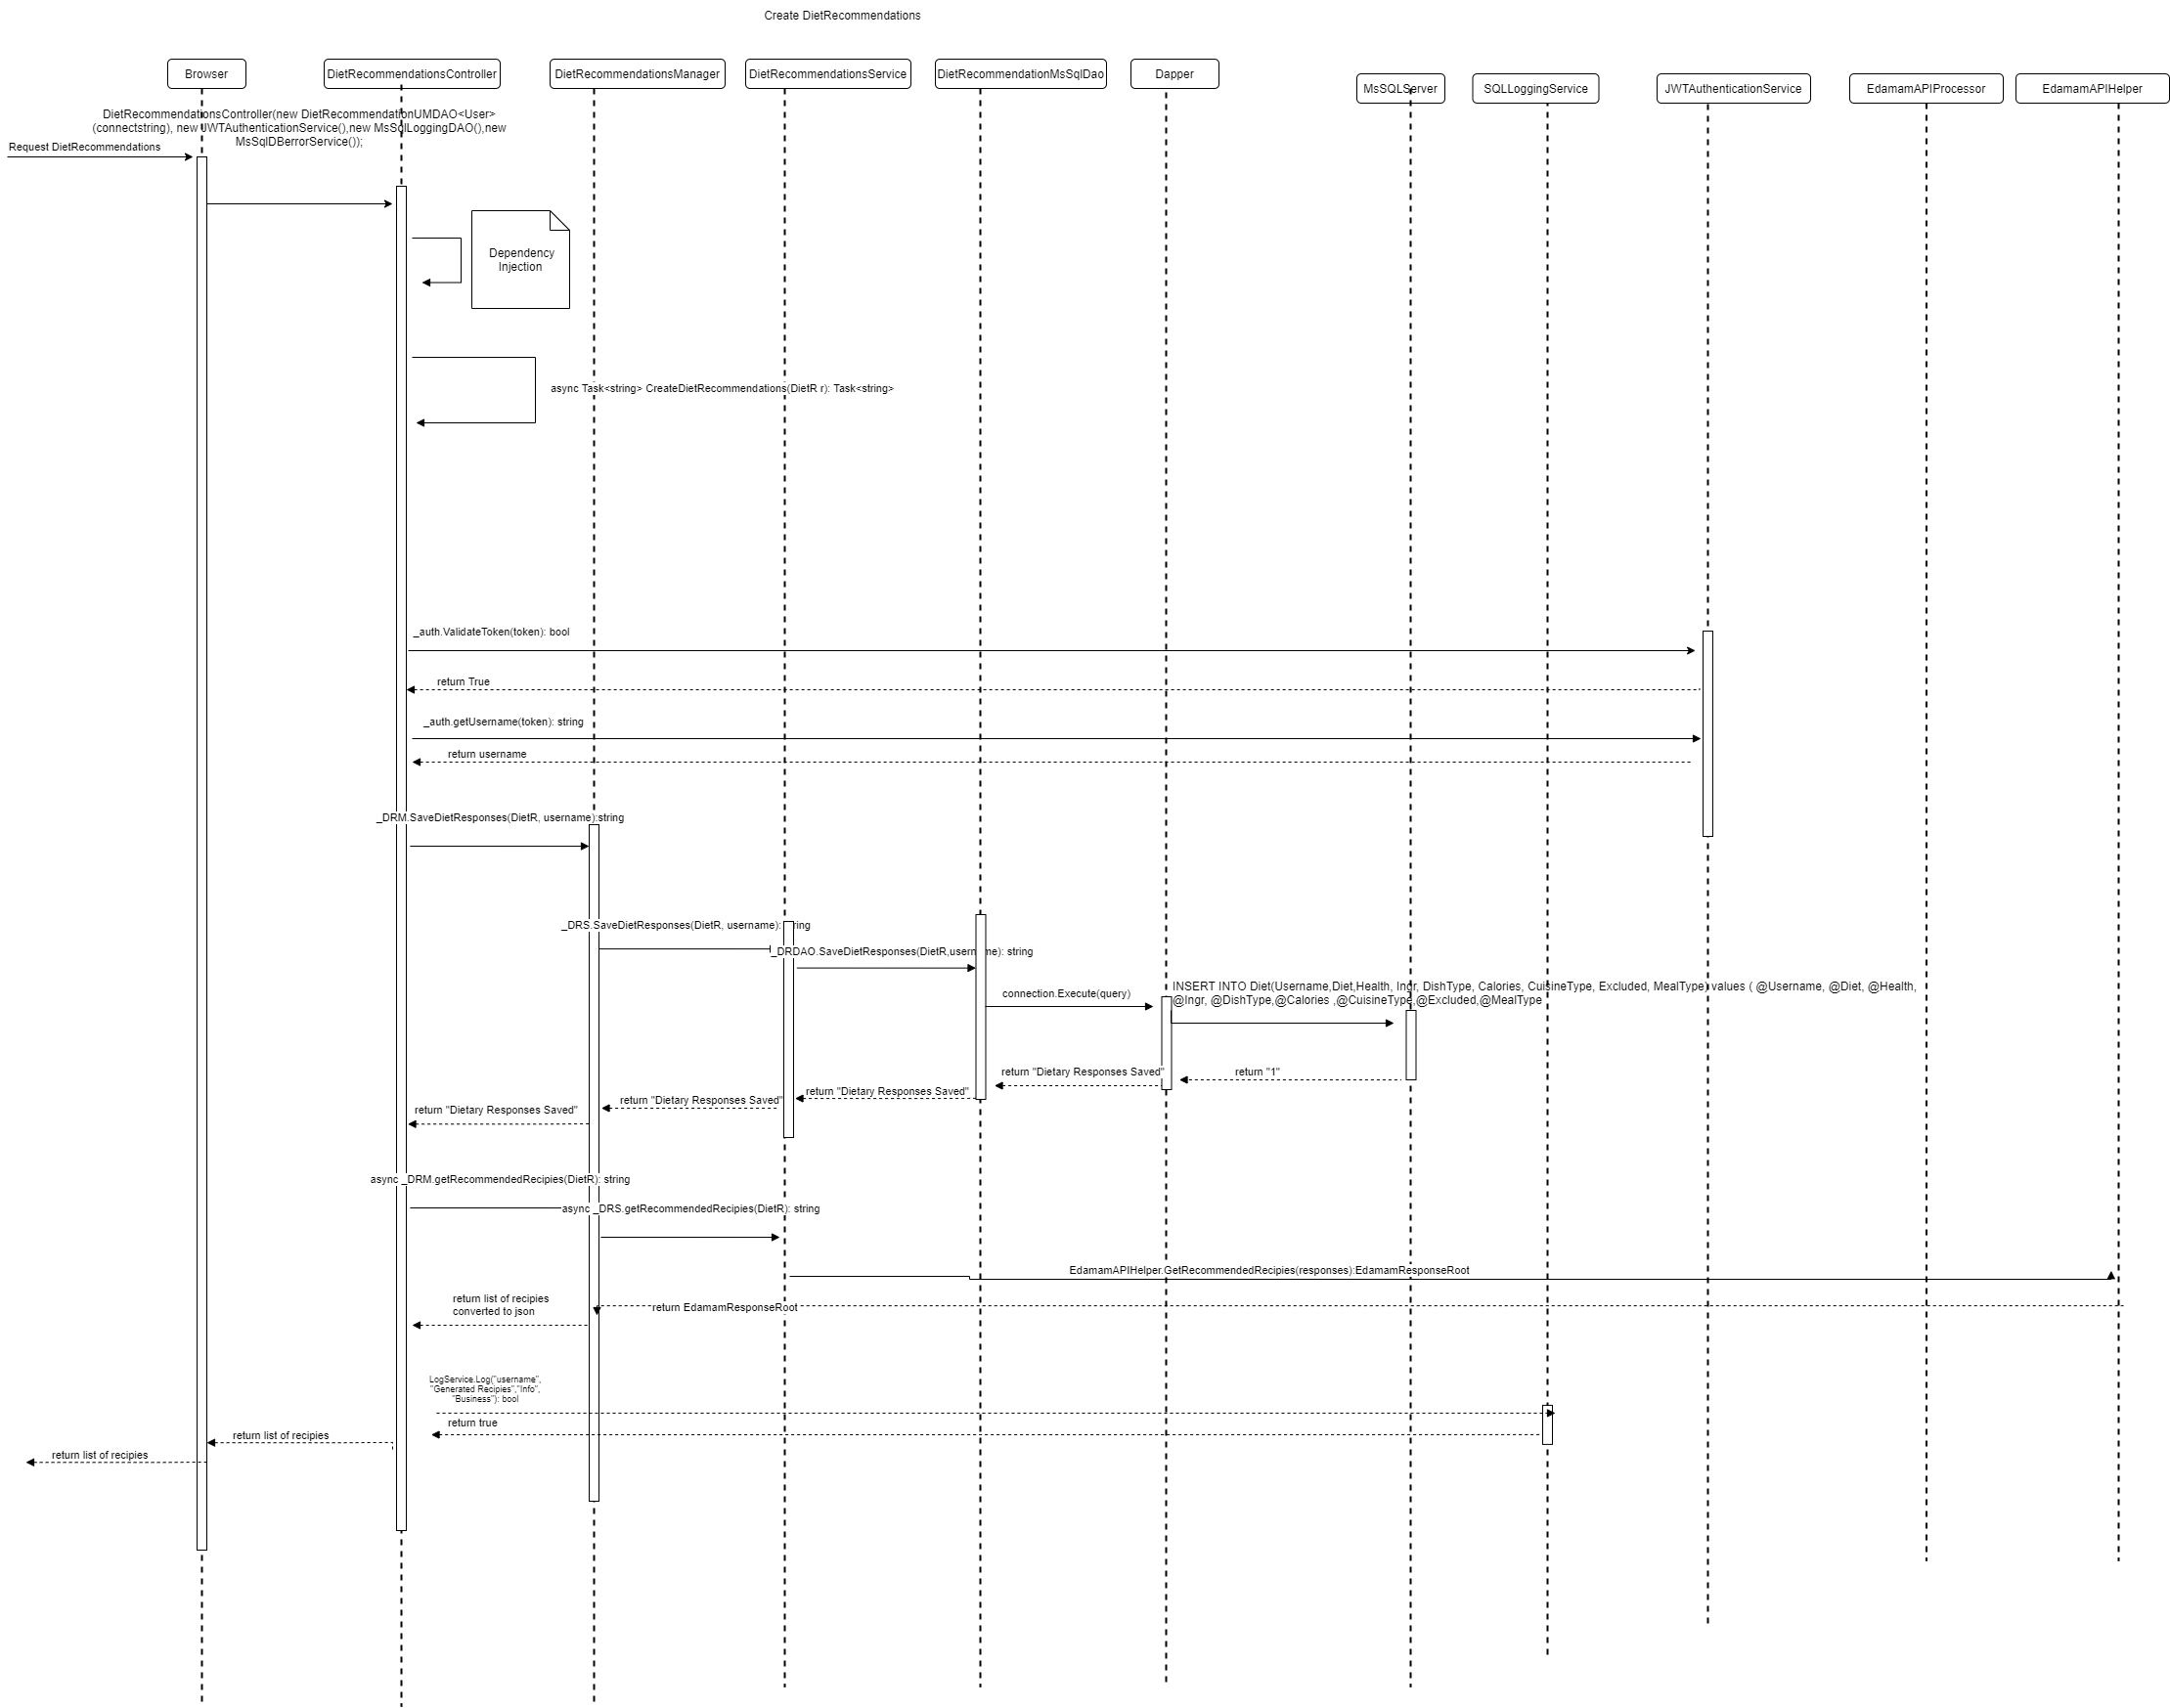 Create DietRecommendations
Browser
DietRecommendationsController
DietRecommendationsManager
DietRecommendationsService
DietRecommendationMsSqlDao
Dapper
MsSQLServer
SQLLoggingService
JWTAuthenticationService
EdamamAPIProcessor
EdamamAPIHelper
DietRecommendationsController(new DietRecommendationUMDAO<User>
(connectstring), new JWTAuthenticationService(),new MsSqlLoggingDAO(),new
MsSqlDBerrorService());
Request DietRecommendations
Dependency
Injection
async Task<string> CreateDietRecommendations(DietR r): Task<string>
_auth.ValidateToken(token): bool
return True
_auth.getUsername(token): string
return username
_DRM.SaveDietResponses(DietR, username):string
_DRS.SaveDietResponses(DietR, username): string
_DRDAO.SaveDietResponses(DietR,username): string
connection.Execute(query)
INSERT INTO Diet(Username,Diet,Health, Ingr, DishType, Calories, CuisineType, Excluded, MealType) values ( @Username, @Diet, @Health,
@Ingr, @DishType,@Calories ,@CuisineType,@Excluded,@MealType
return "1"
return "Dietary Responses Saved"
return "Dietary Responses Saved"
return "Dietary Responses Saved"
return "Dietary Responses Saved"
async _DRM.getRecommendedRecipies(DietR): string
async _DRS.getRecommendedRecipies(DietR): string
EdamamAPIHelper.GetRecommendedRecipies(responses):EdamamResponseRoot
return list of recipies
converted to json
return EdamamResponseRoot
LogService.Log("username",
"Generated Recipies","Info",
"Business"): bool
return true
return list of recipies
return list of recipies